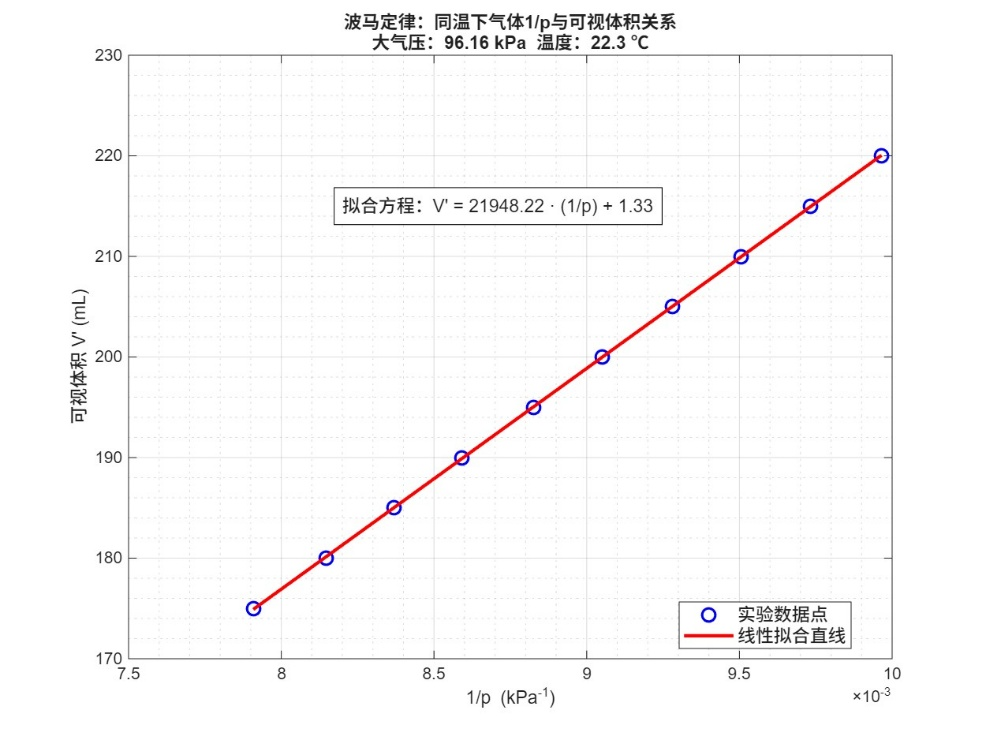 波马定律：同温下气体1/p与可视体积关系
大气压：96.16 kPa 温度：22.3 ℃
230
220
210
200
190
180
170
可视体积 V' (mL)
拟合方程：V' = 21948.22 · (1/p) + 1.33
实验数据点
线性拟合直线
7.5 8 8.5 9 9.5 10
1/p (kPa⁻¹)
×10⁻³